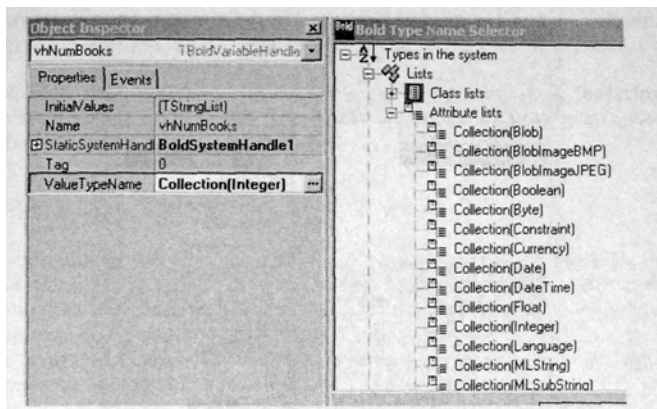 Object Inspector
vhNumBooks TBoldVariableHandle
Properties Events
InitialValues (TStringList)
Name vhNumBooks
StaticSystemHandl BoldSystemHandle1
Tag 0
ValueTypeName Collection(Integer) ...
Bold Bold Type Name Selector
Types in the system
Lists
Class lists
Attribute lists
Collection(Blob)
Collection(BlobImageBMP)
Collection(BlobImageJPEG)
Collection(Boolean)
Collection(Byte)
Collection(Constraint)
Collection(Currency)
Collection(Date)
Collection(DateTime)
Collection(Float)
Collection(Integer)
Collection(Language)
Collection(MLString)
Collection(MLSubString)